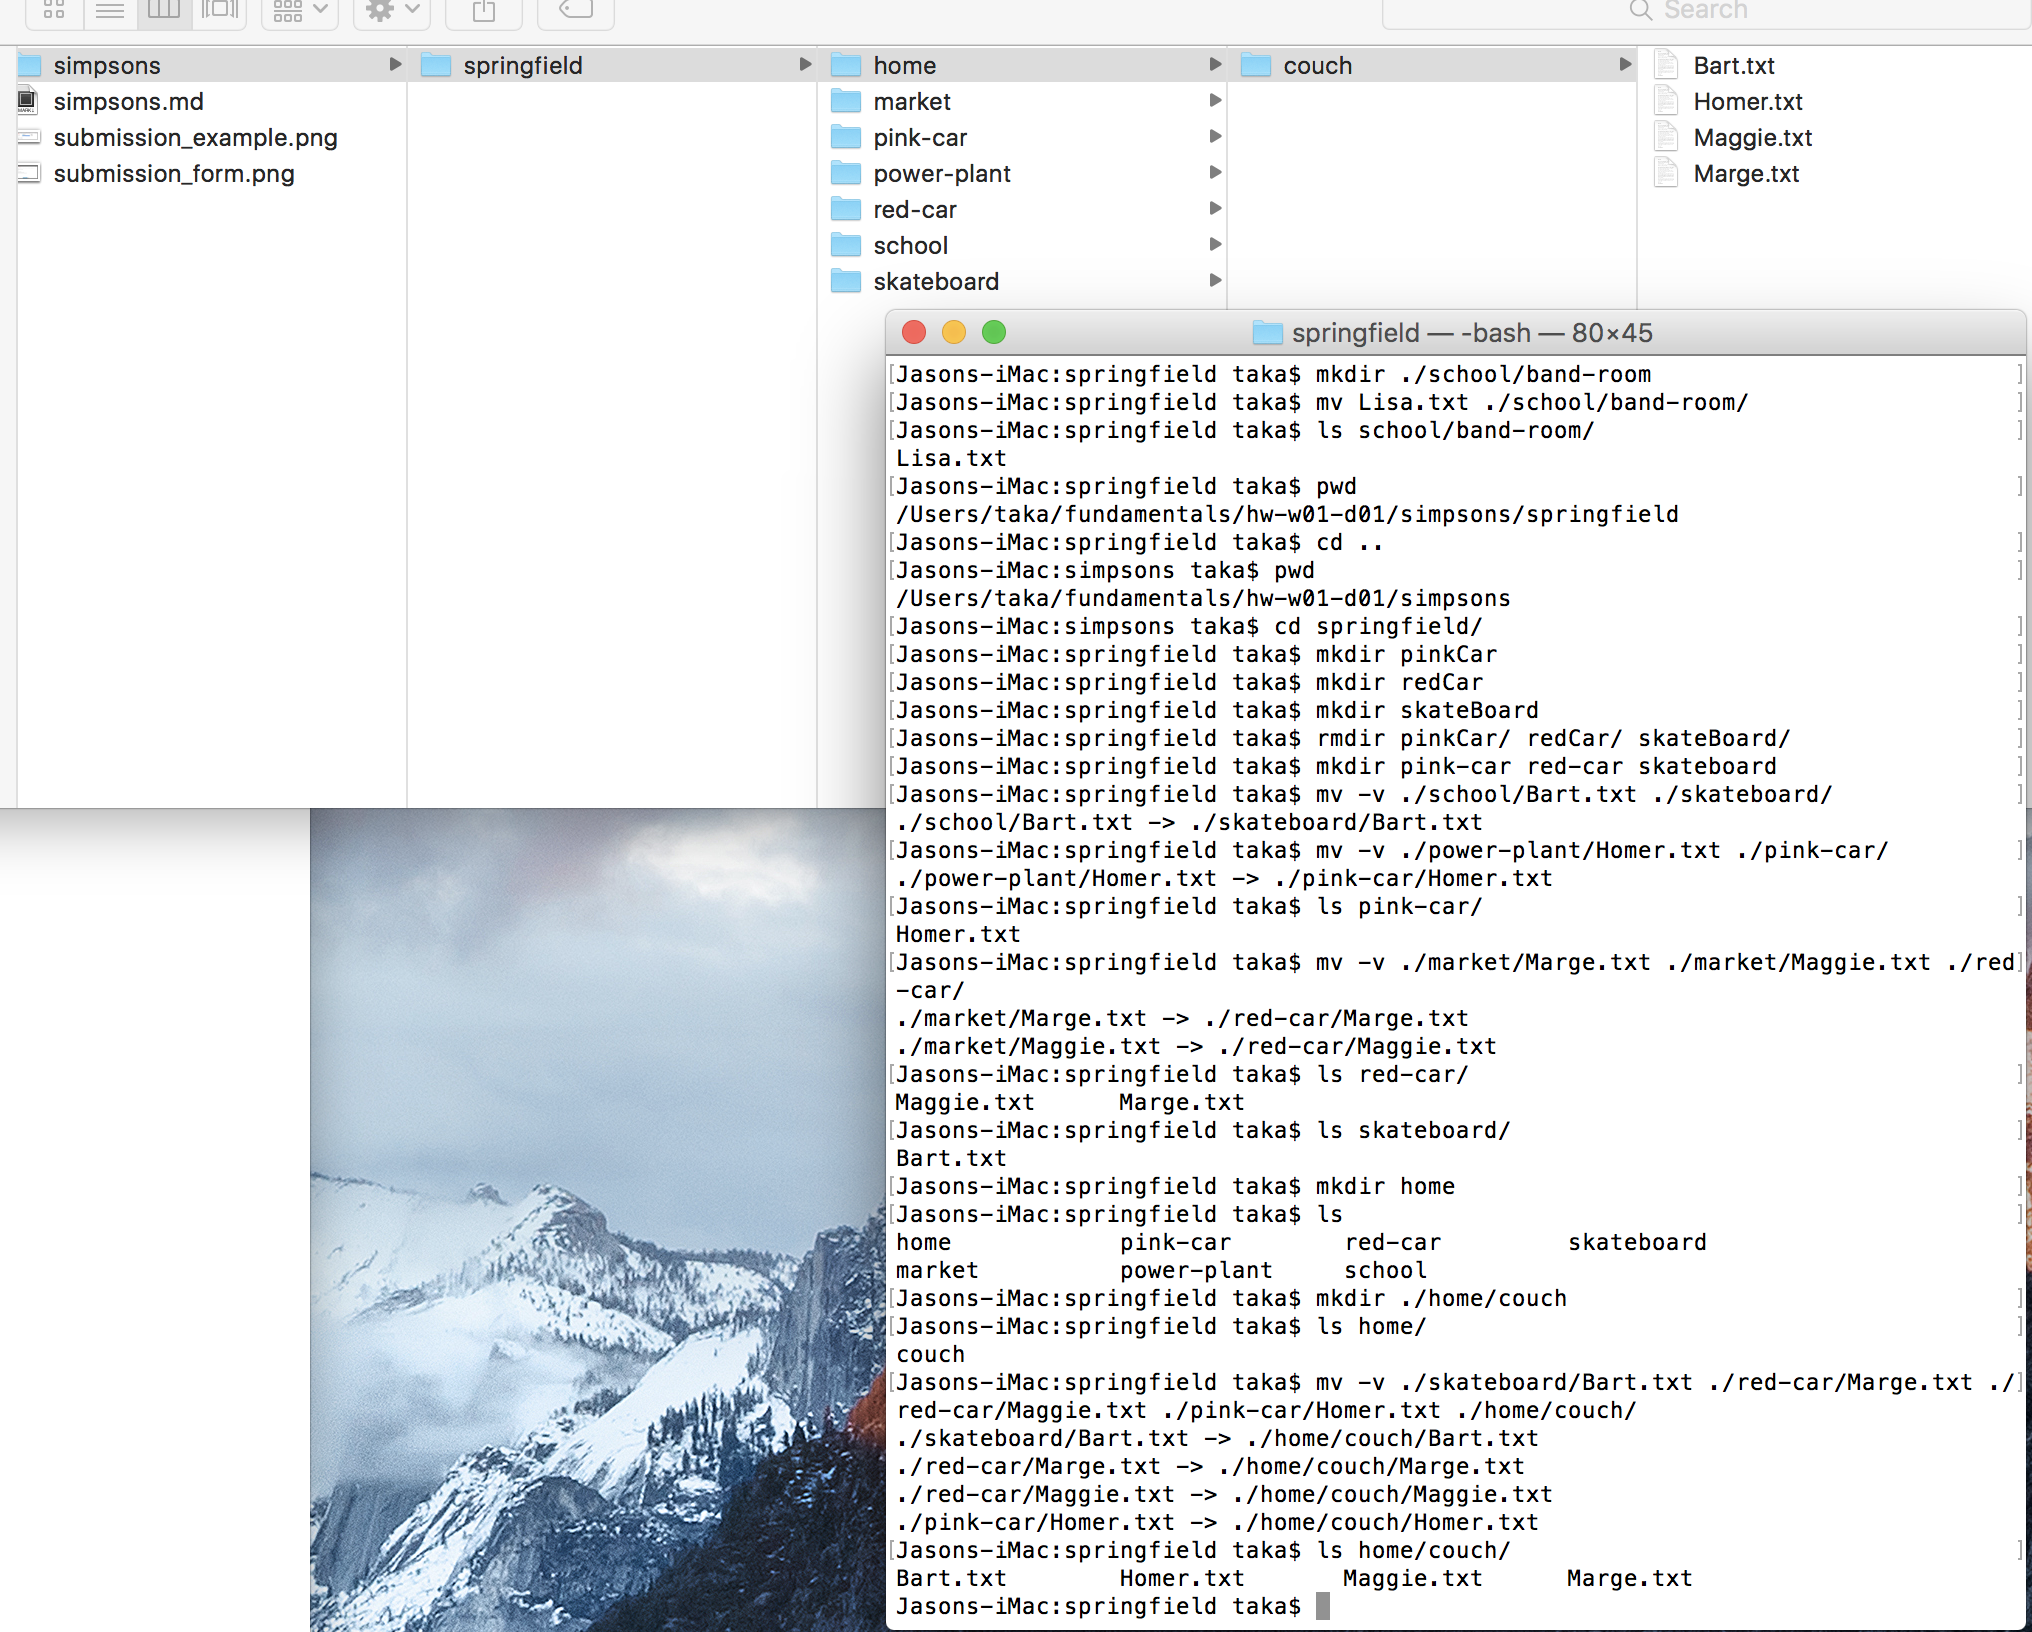 Search
simpsons
simpsons.md
submission_example.png
submission_form.png
springfield
home
market
pink-car
power-plant
red-car
school
skateboard
couch
Bart.txt
Homer.txt
Maggie.txt
Marge.txt
springfield — -bash — 80×45
[Jasons-iMac:springfield taka$ mkdir ./school/band-room ]
[Jasons-iMac:springfield taka$ mv Lisa.txt ./school/band-room/ ]
[Jasons-iMac:springfield taka$ ls school/band-room/ ]
Lisa.txt
[Jasons-iMac:springfield taka$ pwd ]
/Users/taka/fundamentals/hw-w01-d01/simpsons/springfield
[Jasons-iMac:springfield taka$ cd .. ]
[Jasons-iMac:simpsons taka$ pwd ]
/Users/taka/fundamentals/hw-w01-d01/simpsons
[Jasons-iMac:simpsons taka$ cd springfield/ ]
[Jasons-iMac:springfield taka$ mkdir pinkCar ]
[Jasons-iMac:springfield taka$ mkdir redCar ]
[Jasons-iMac:springfield taka$ mkdir skateBoard ]
[Jasons-iMac:springfield taka$ rmdir pinkCar/ redCar/ skateBoard/ ]
[Jasons-iMac:springfield taka$ mkdir pink-car red-car skateboard ]
[Jasons-iMac:springfield taka$ mv -v ./school/Bart.txt ./skateboard/ ]
./school/Bart.txt -> ./skateboard/Bart.txt
[Jasons-iMac:springfield taka$ mv -v ./power-plant/Homer.txt ./pink-car/ ]
./power-plant/Homer.txt -> ./pink-car/Homer.txt
[Jasons-iMac:springfield taka$ ls pink-car/ ]
Homer.txt
[Jasons-iMac:springfield taka$ mv -v ./market/Marge.txt ./market/Maggie.txt ./red]
-car/
./market/Marge.txt -> ./red-car/Marge.txt
./market/Maggie.txt -> ./red-car/Maggie.txt
[Jasons-iMac:springfield taka$ ls red-car/ ]
Maggie.txt Marge.txt
[Jasons-iMac:springfield taka$ ls skateboard/ ]
Bart.txt
[Jasons-iMac:springfield taka$ mkdir home ]
[Jasons-iMac:springfield taka$ ls ]
home pink-car red-car skateboard
market power-plant school
[Jasons-iMac:springfield taka$ mkdir ./home/couch ]
[Jasons-iMac:springfield taka$ ls home/ ]
couch
[Jasons-iMac:springfield taka$ mv -v ./skateboard/Bart.txt ./red-car/Marge.txt ./]
red-car/Maggie.txt ./pink-car/Homer.txt ./home/couch/
./skateboard/Bart.txt -> ./home/couch/Bart.txt
./red-car/Marge.txt -> ./home/couch/Marge.txt
./red-car/Maggie.txt -> ./home/couch/Maggie.txt
./pink-car/Homer.txt -> ./home/couch/Homer.txt
[Jasons-iMac:springfield taka$ ls home/couch/ ]
Bart.txt Homer.txt Maggie.txt Marge.txt
Jasons-iMac:springfield taka$